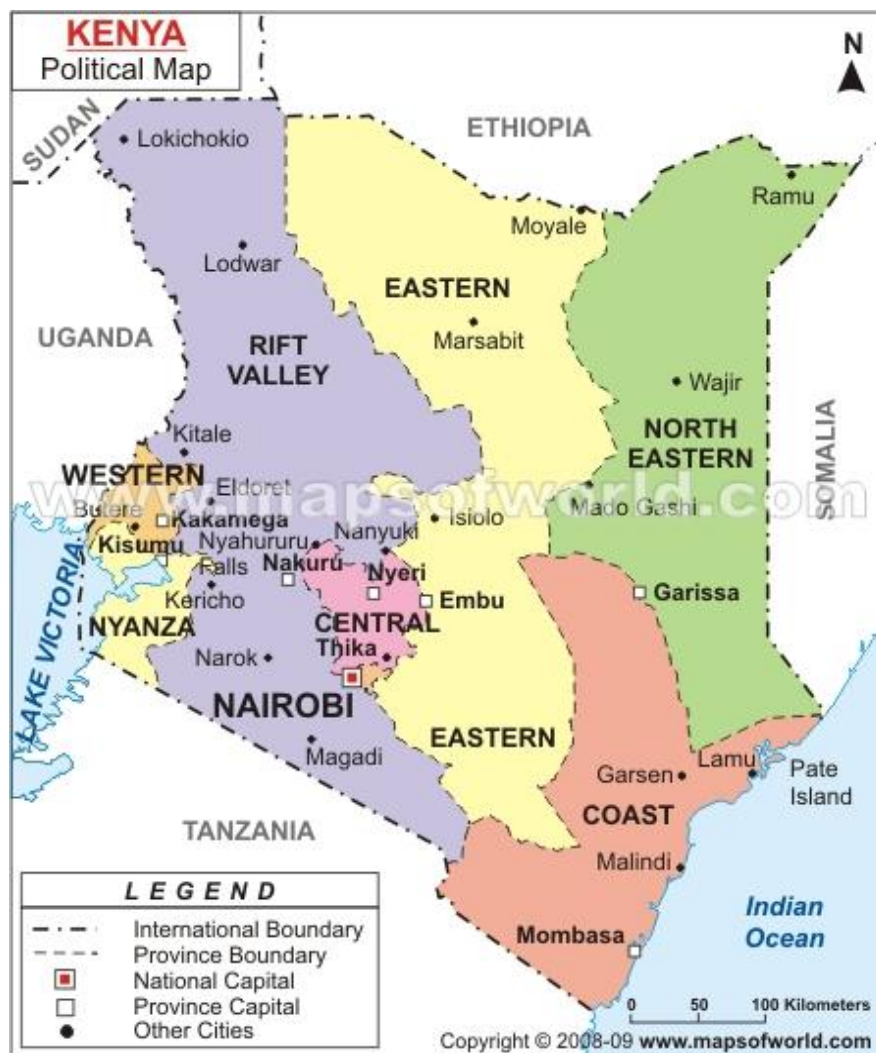 KENYA
Political Map
N
SUDAN
ETHIOPIA
Lokichokio
Ramu
Moyale
Lodwar
EASTERN
Marsabit
UGANDA
RIFT
VALLEY
Wajir
SOMALIA
Kitale
NORTH
EASTERN
WESTERN
Eldoret
www.mapsofworld.com
Mado Gashi
Butere
Kakamega
Isiolo
Kisumu
Nyahururu
Falls
Nanyuki
Nakuru
Nyeri
Kericho
Embu
Garissa
LAKE VICTORIA
NYANZA
CENTRAL
Thika
Narok
NAIROBI
EASTERN
Magadi
Garsen
Lamu
Pate
Island
COAST
TANZANIA
Malindi
LEGEND
International Boundary
Province Boundary
National Capital
Province Capital
Other Cities
Mombasa
Indian
Ocean
0 50 100 Kilometers
Copyright © 2008-09 www.mapsofworld.com